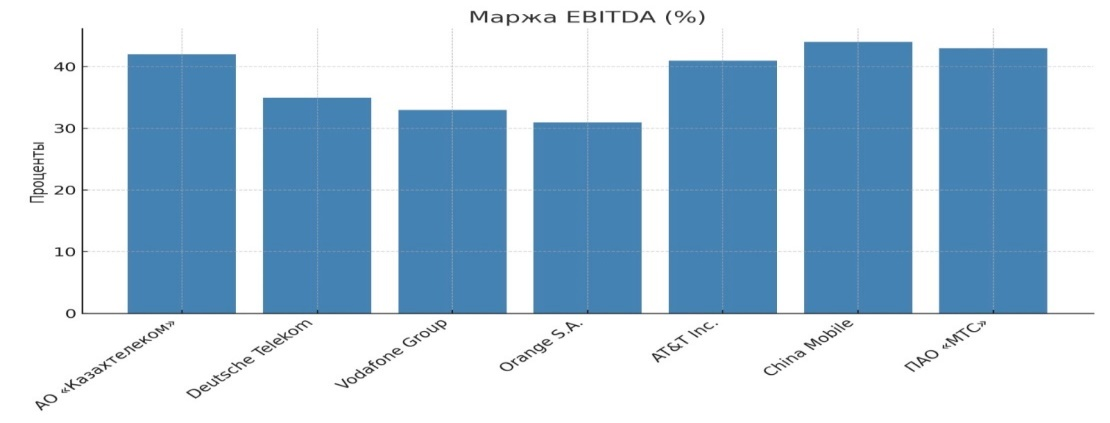 Маржа EBITDA (%)
Проценты
40
30
20
10
0
АО «Казахтелеком»
Deutsche Telekom
Vodafone Group
Orange S.A.
AT&T Inc.
China Mobile
ПАО «МТС»